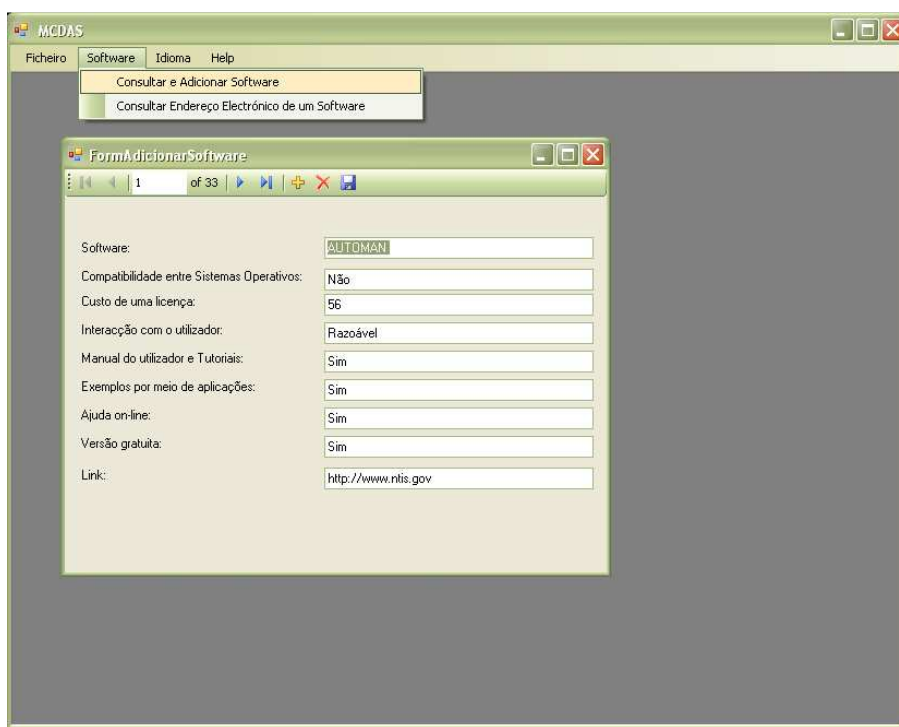 MCDAS
Ficheiro Software Idioma Help
Consultar e Adicionar Software
Consultar Endereço Electrónico de um Software
FormAdicionarSoftware
1 of 33
Software: AUTOMAN
Compatibilidade entre Sistemas Operativos: Não
Custo de uma licença: 56
Interacção com o utilizador: Razoável
Manual do utilizador e Tutoriais: Sim
Exemplos por meio de aplicações: Sim
Ajuda on-line: Sim
Versão gratuita: Sim
Link: http://www.ntis.gov